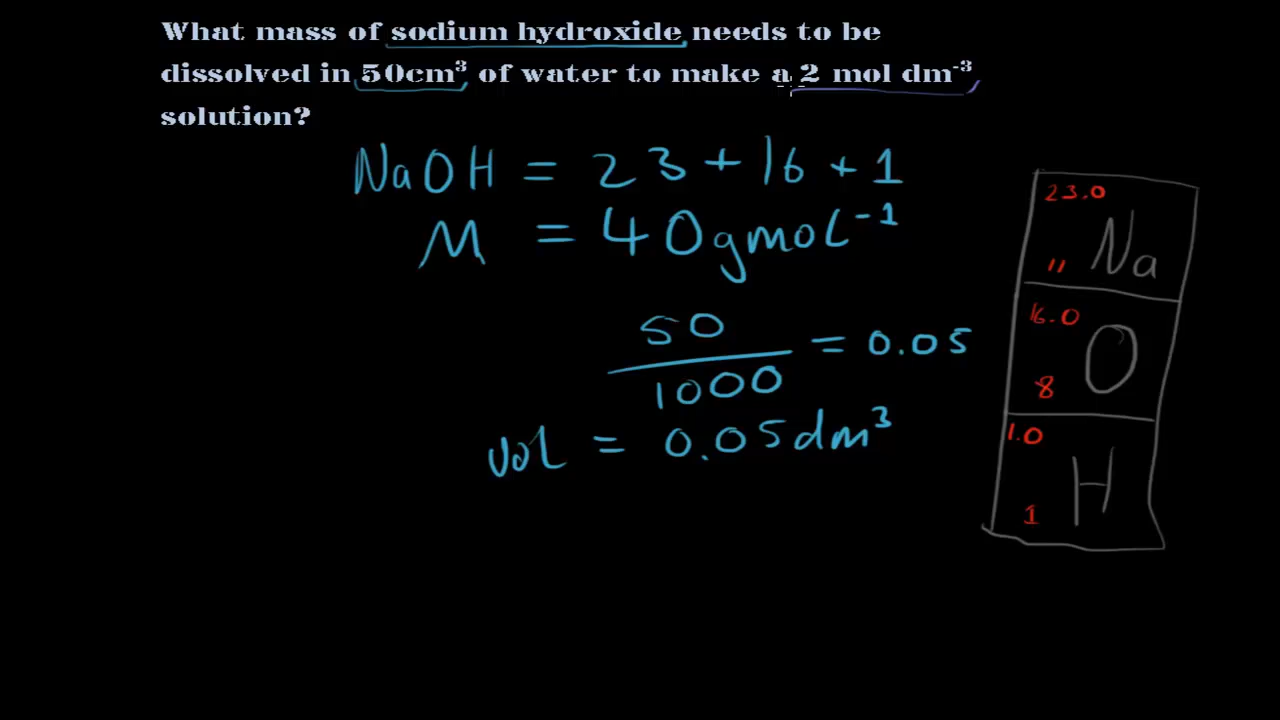 What mass of sodium hydroxide needs to be
dissolved in 50cm³ of water to make a 2 mol dm⁻³
solution?
NaOH = 23 + 16 + 1
M = 40gmol⁻¹
50
1000
= 0.05
vol = 0.05dm³
23.0
11 Na
16.0
8 O
1.0
1 H